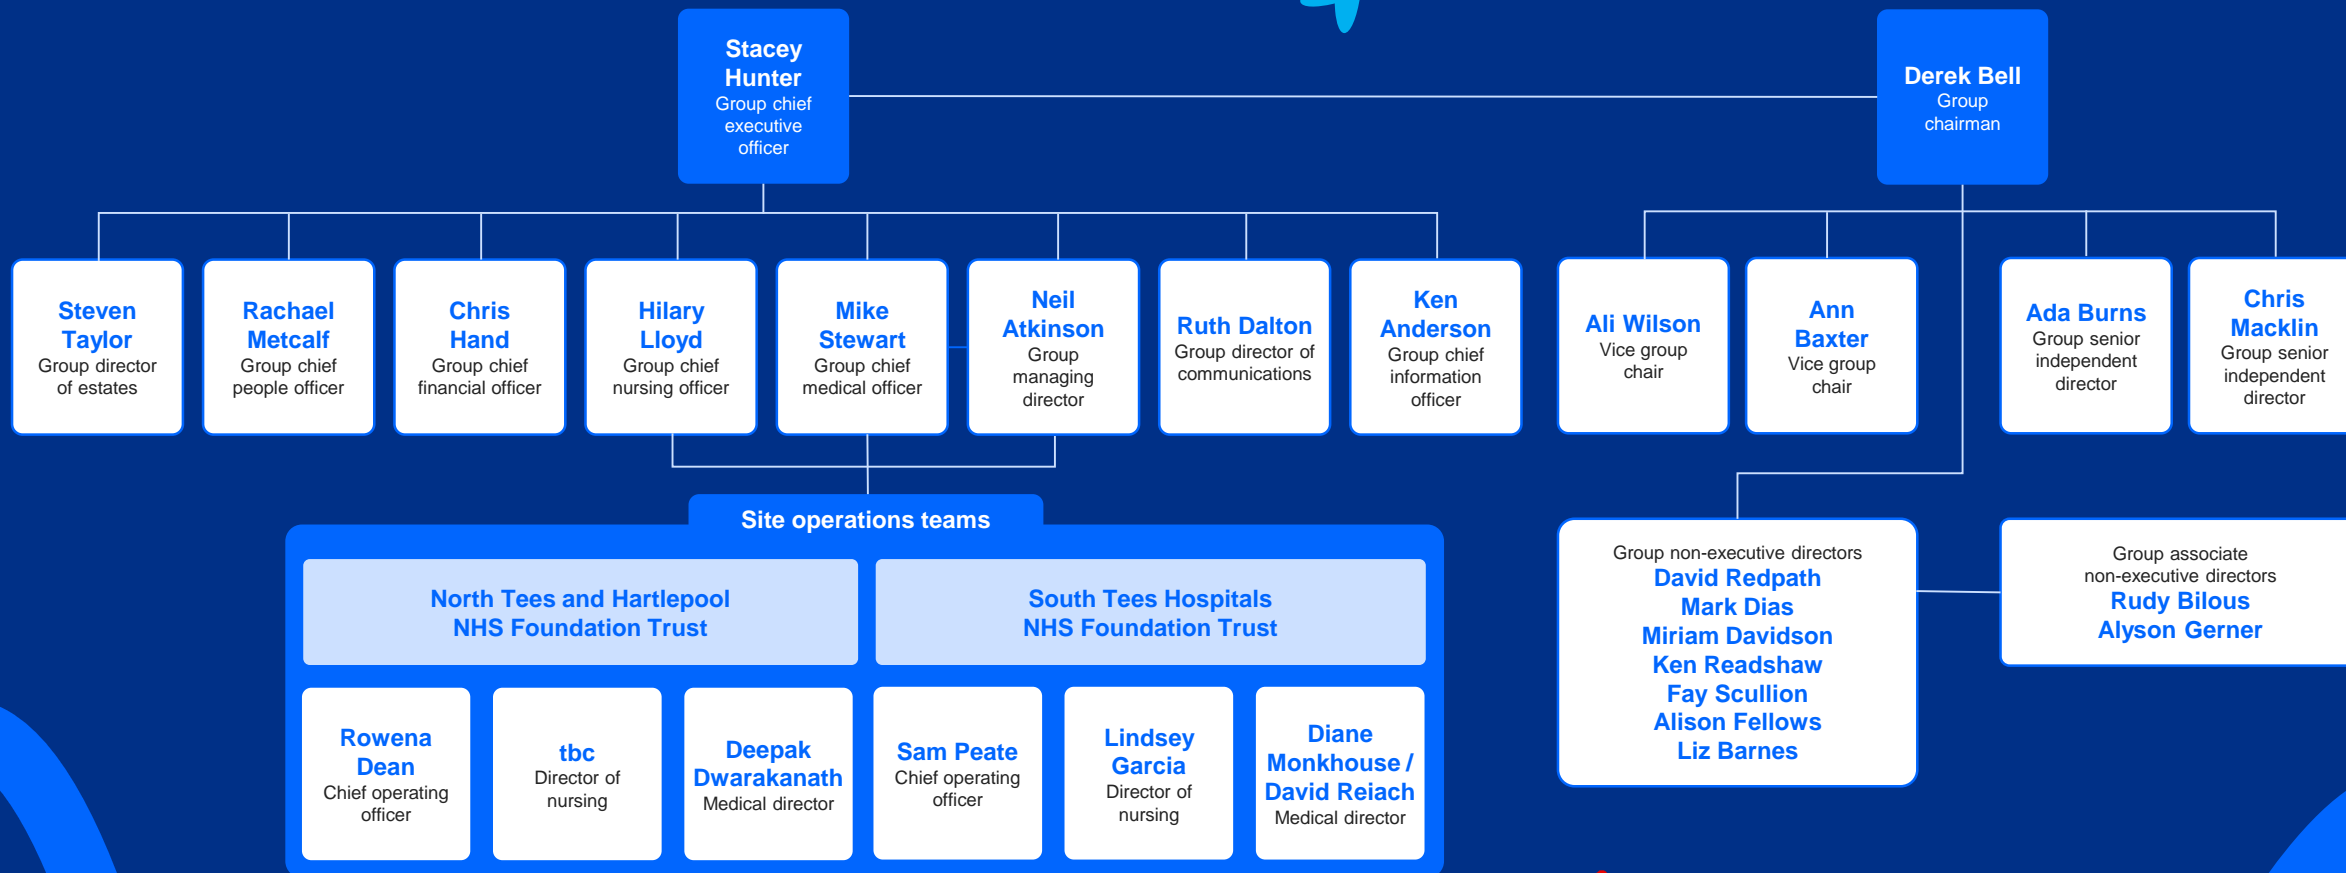 Stacey
Hunter
Group chief
executive
officer
Derek Bell
Group
chairman
Steven
Taylor
Group director
of estates
Rachael
Metcalf
Group chief
people officer
Chris
Hand
Group chief
financial officer
Hilary
Lloyd
Group chief
nursing officer
Mike
Stewart
Group chief
medical officer
Neil
Atkinson
Group
managing
director
Ruth Dalton
Group director of
communications
Ken
Anderson
Group chief
information
officer
Ali Wilson
Vice group
chair
Ann
Baxter
Vice group
chair
Ada Burns
Group senior
independent
director
Chris
Macklin
Group senior
independent
director
Site operations teams
North Tees and Hartlepool
NHS Foundation Trust
South Tees Hospitals
NHS Foundation Trust
Rowena
Dean
Chief operating
officer
tbc
Director of
nursing
Deepak
Dwarakanath
Medical director
Sam Peate
Chief operating
officer
Lindsey
Garcia
Director of
nursing
Diane
Monkhouse /
David Reiach
Medical director
Group non-executive directors
David Redpath
Mark Dias
Miriam Davidson
Ken Readshaw
Fay Scullion
Alison Fellows
Liz Barnes
Group associate
non-executive directors
Rudy Bilous
Alyson Gerner